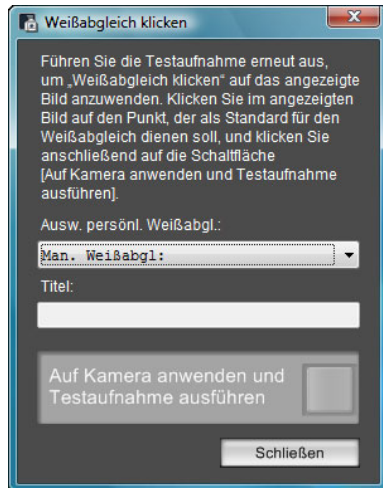 Weißabgleich klicken
Führen Sie die Testaufnahme erneut aus,
um „Weißabgleich klicken“ auf das angezeigte
Bild anzuwenden. Klicken Sie im angezeigten
Bild auf den Punkt, der als Standard für den
Weißabgleich dienen soll, und klicken Sie
anschließend auf die Schaltfläche
[Auf Kamera anwenden und Testaufnahme
ausführen].
Ausw. persönl. Weißabgl.:
Man. Weißabgl:
Titel:
Auf Kamera anwenden und
Testaufnahme ausführen
Schließen